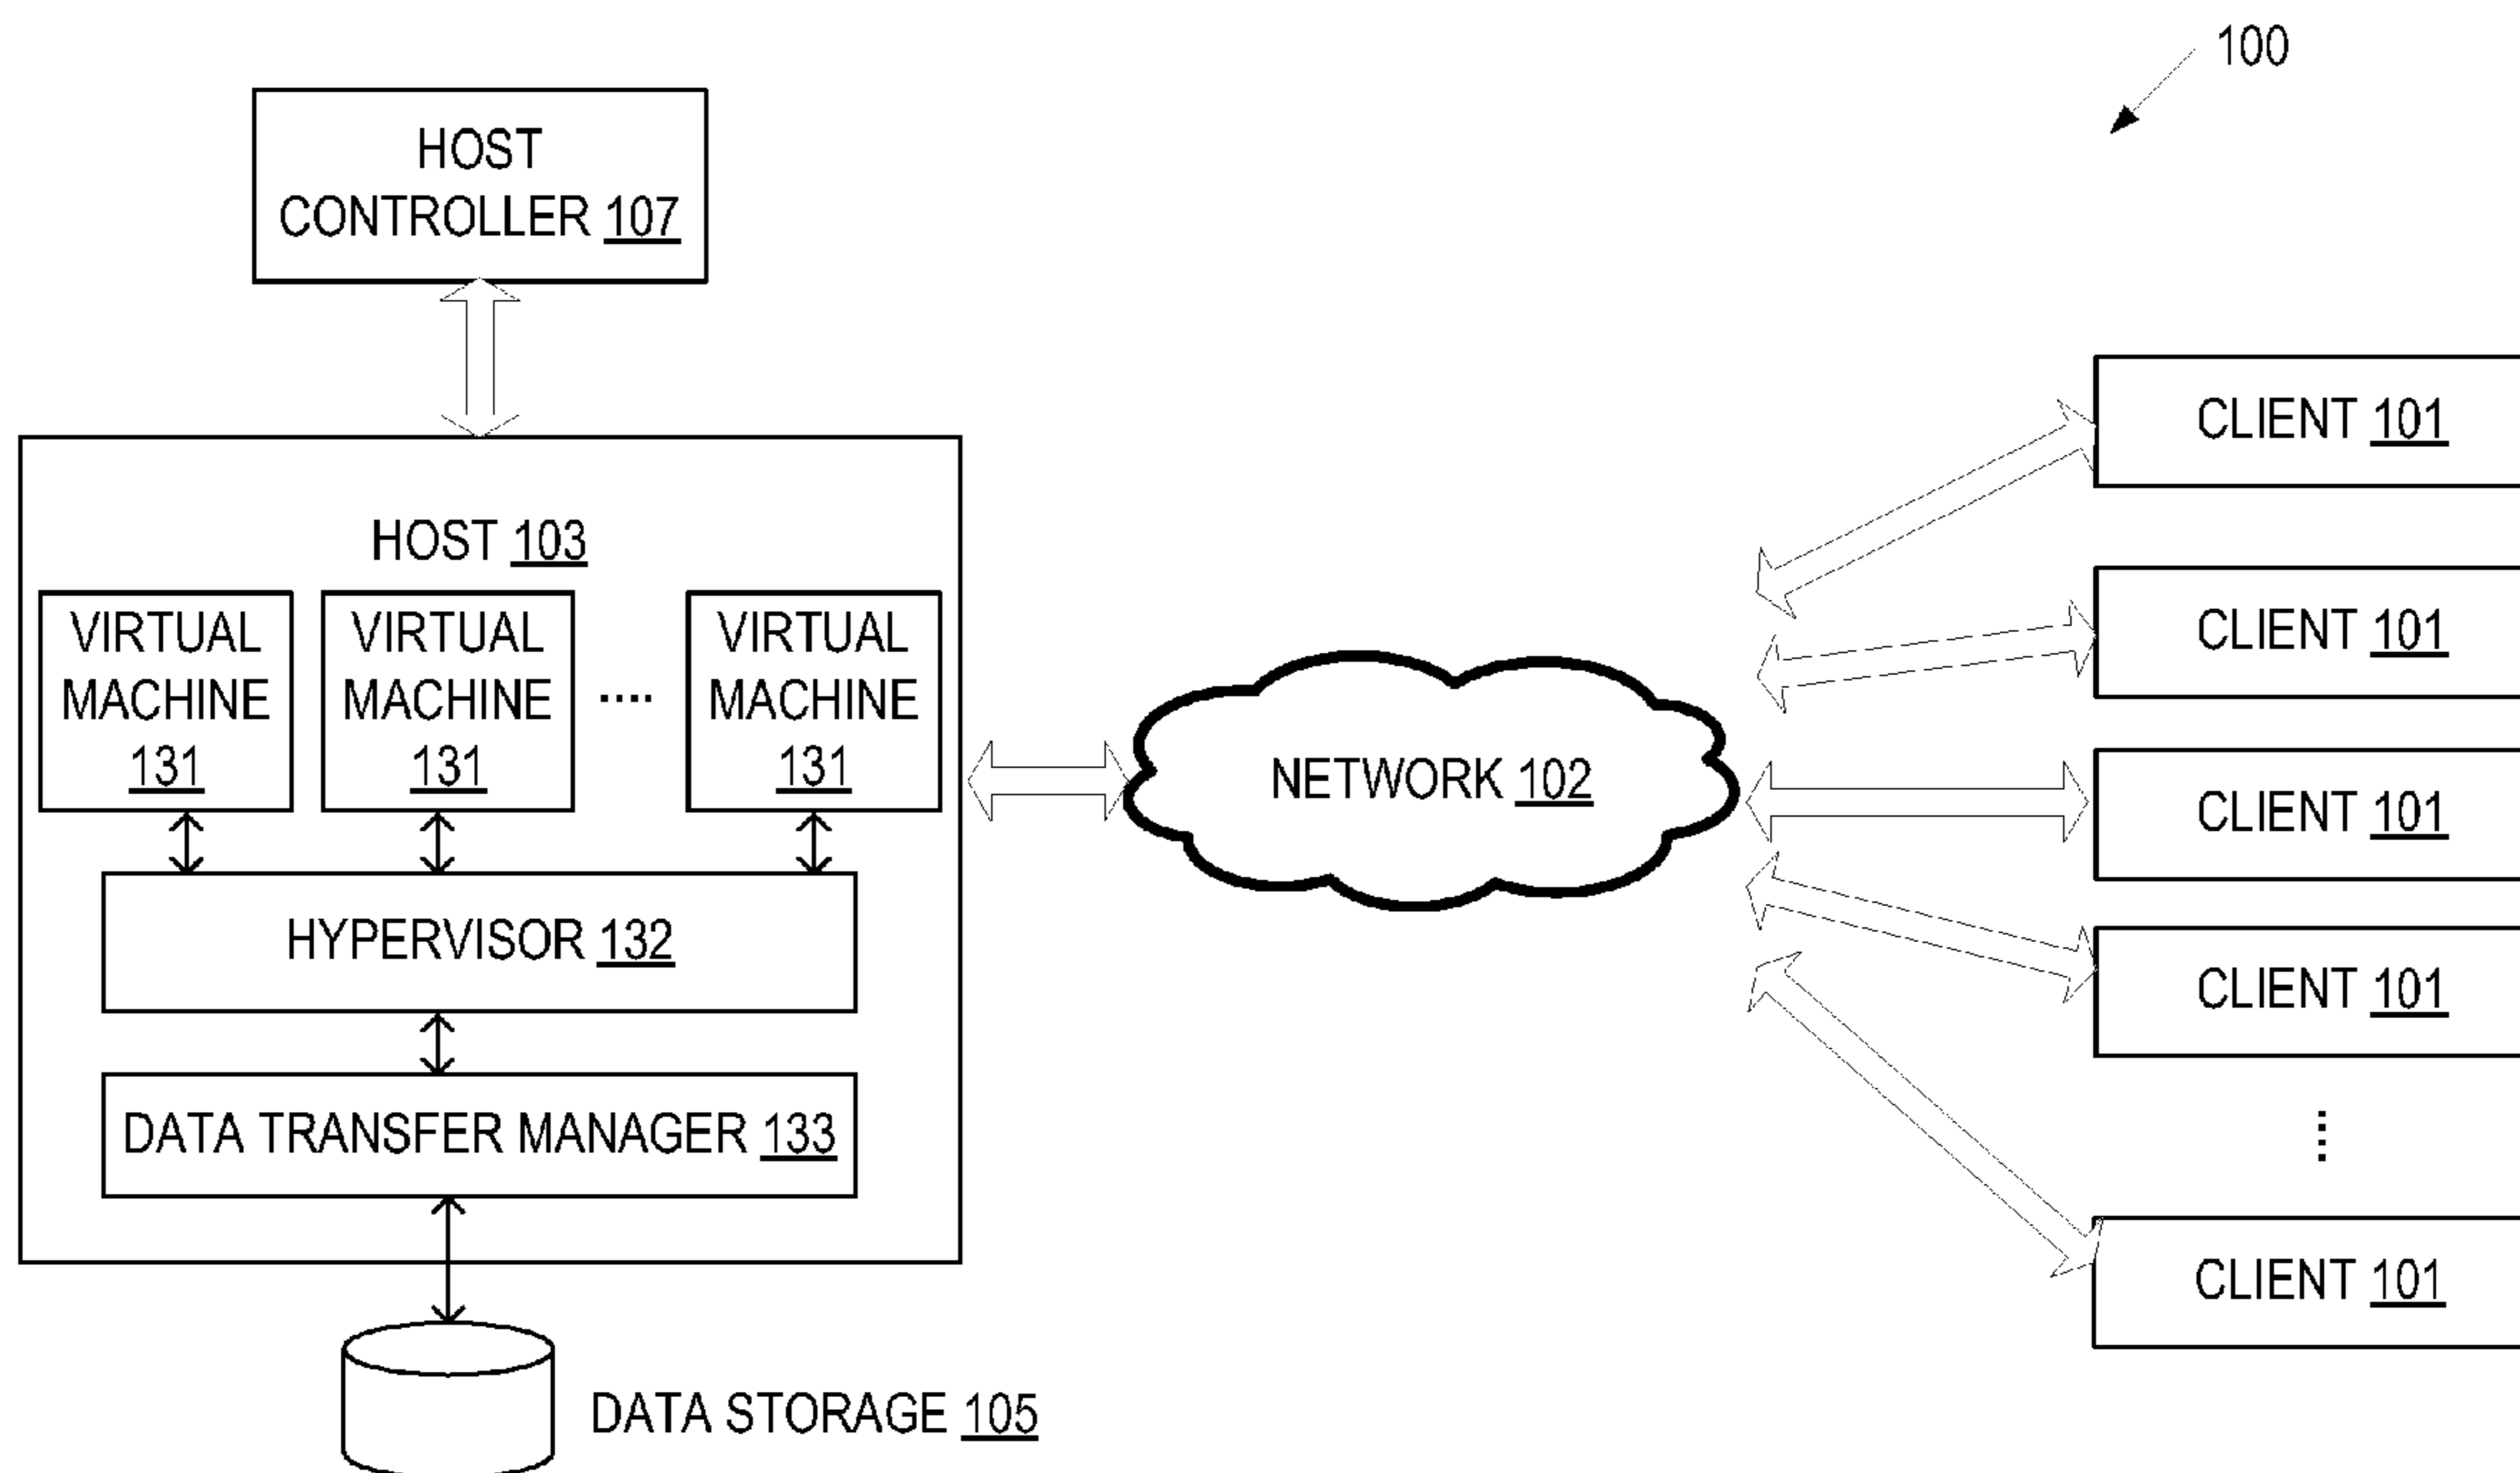 100
HOST
CONTROLLER 107
HOST 103
VIRTUAL
MACHINE
131
VIRTUAL
MACHINE
131
....
VIRTUAL
MACHINE
131
HYPERVISOR 132
DATA TRANSFER MANAGER 133
DATA STORAGE 105
NETWORK 102
CLIENT 101
CLIENT 101
CLIENT 101
CLIENT 101
....
CLIENT 101